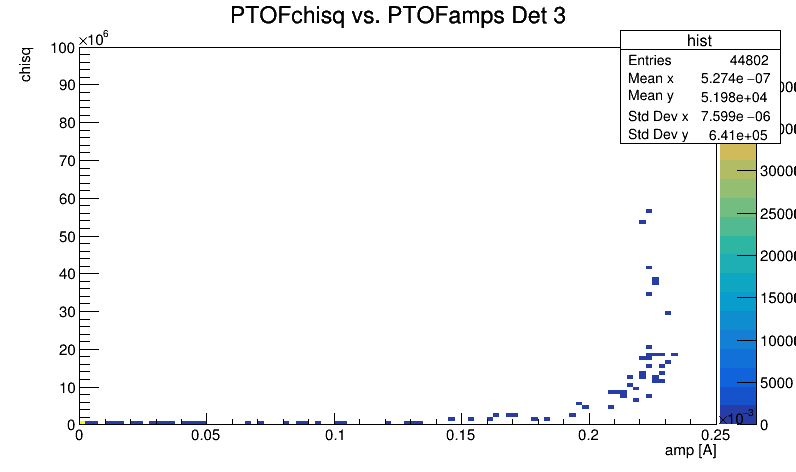 PTOFchisq vs. PTOFamps Det 3
×10⁶
chisq
100
90
80
70
60
50
40
30
20
10
0
hist
Entries 44802
Mean x 5.274e−07
Mean y 5.198e+04
Std Dev x 7.599e−06
Std Dev y 6.41e+05
30000
25000
20000
15000
10000
5000
0
×10⁻³
0 0.05 0.1 0.15 0.2 0.25
amp [A]